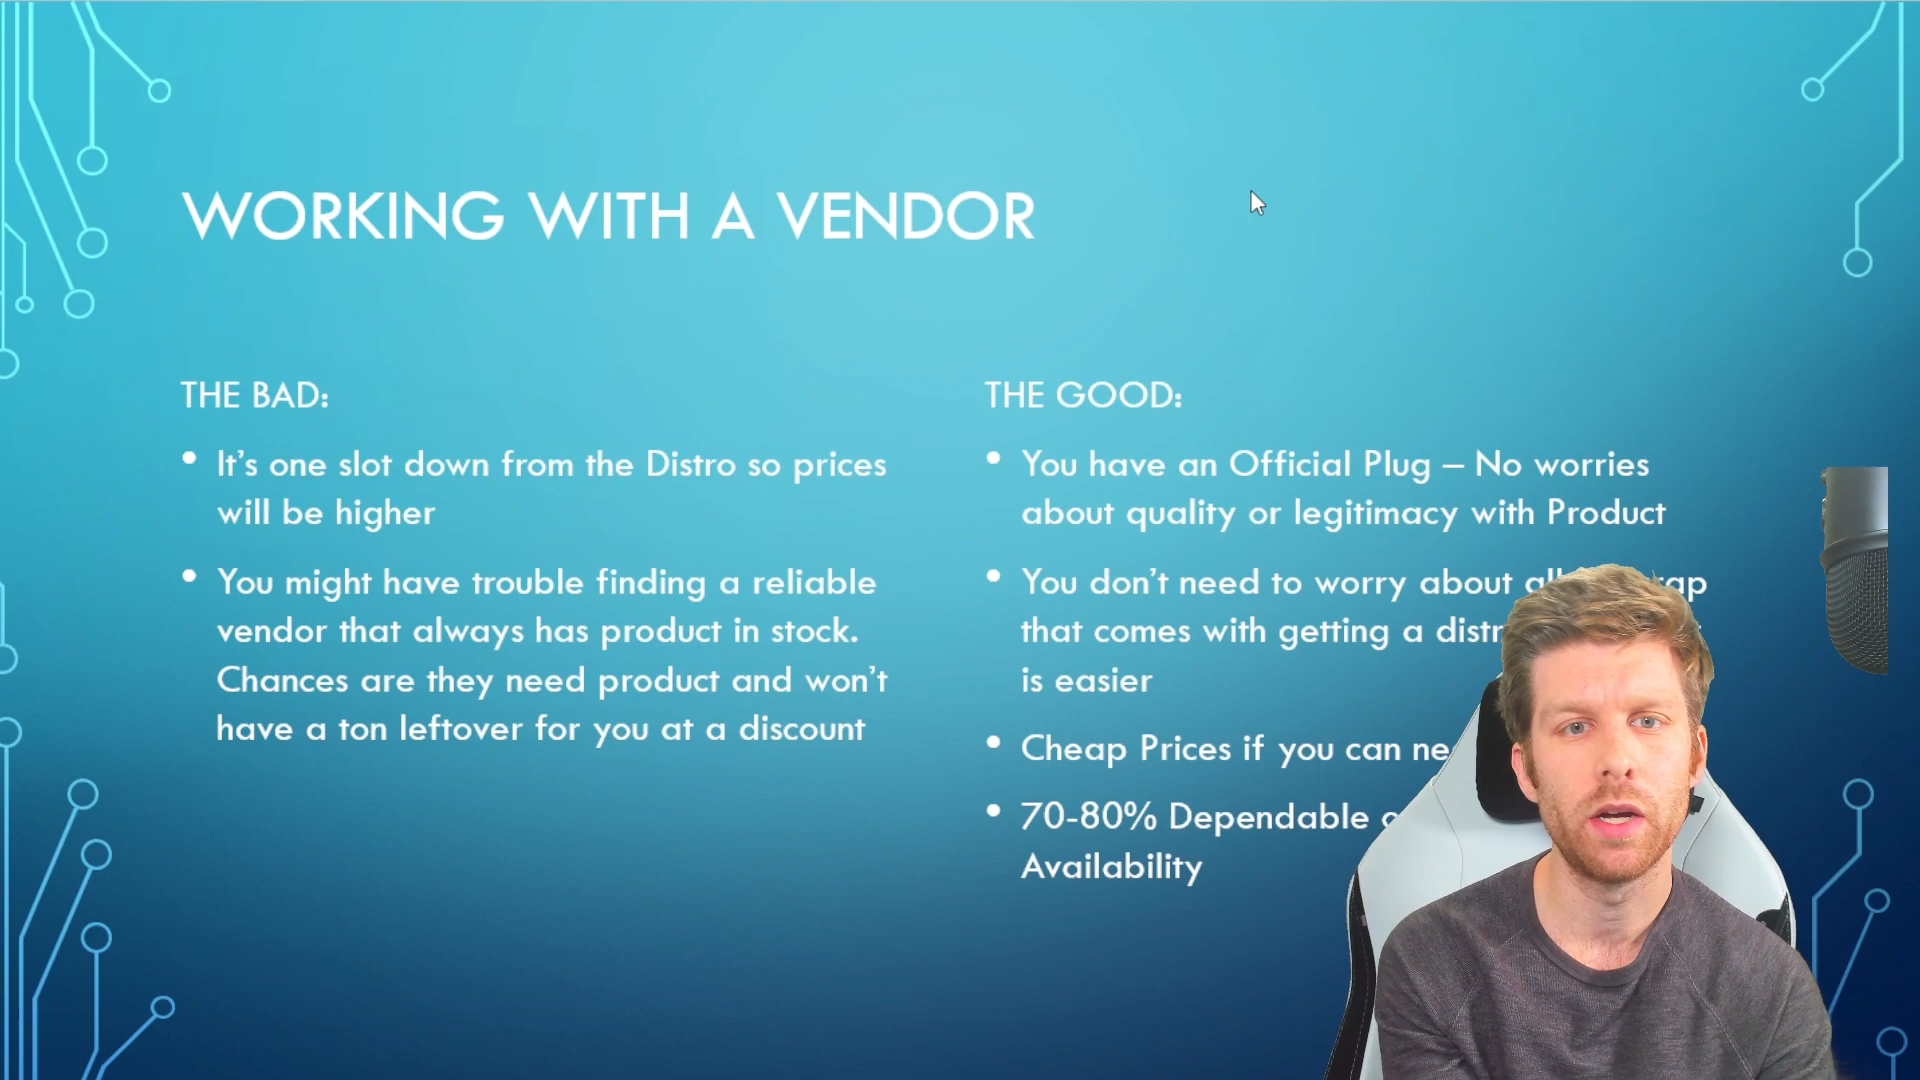 WORKING WITH A VENDOR
THE BAD:
• It's one slot down from the Distro so prices
will be higher
• You might have trouble finding a reliable
vendor that always has product in stock.
Chances are they need product and won't
have a ton leftover for you at a discount
THE GOOD:
• You have an Official Plug – No worries
about quality or legitimacy with Product
• You don't need to worry about
that comes with getting a
is easier
• Cheap Prices if you can
• 70-80% Dependable
Availability